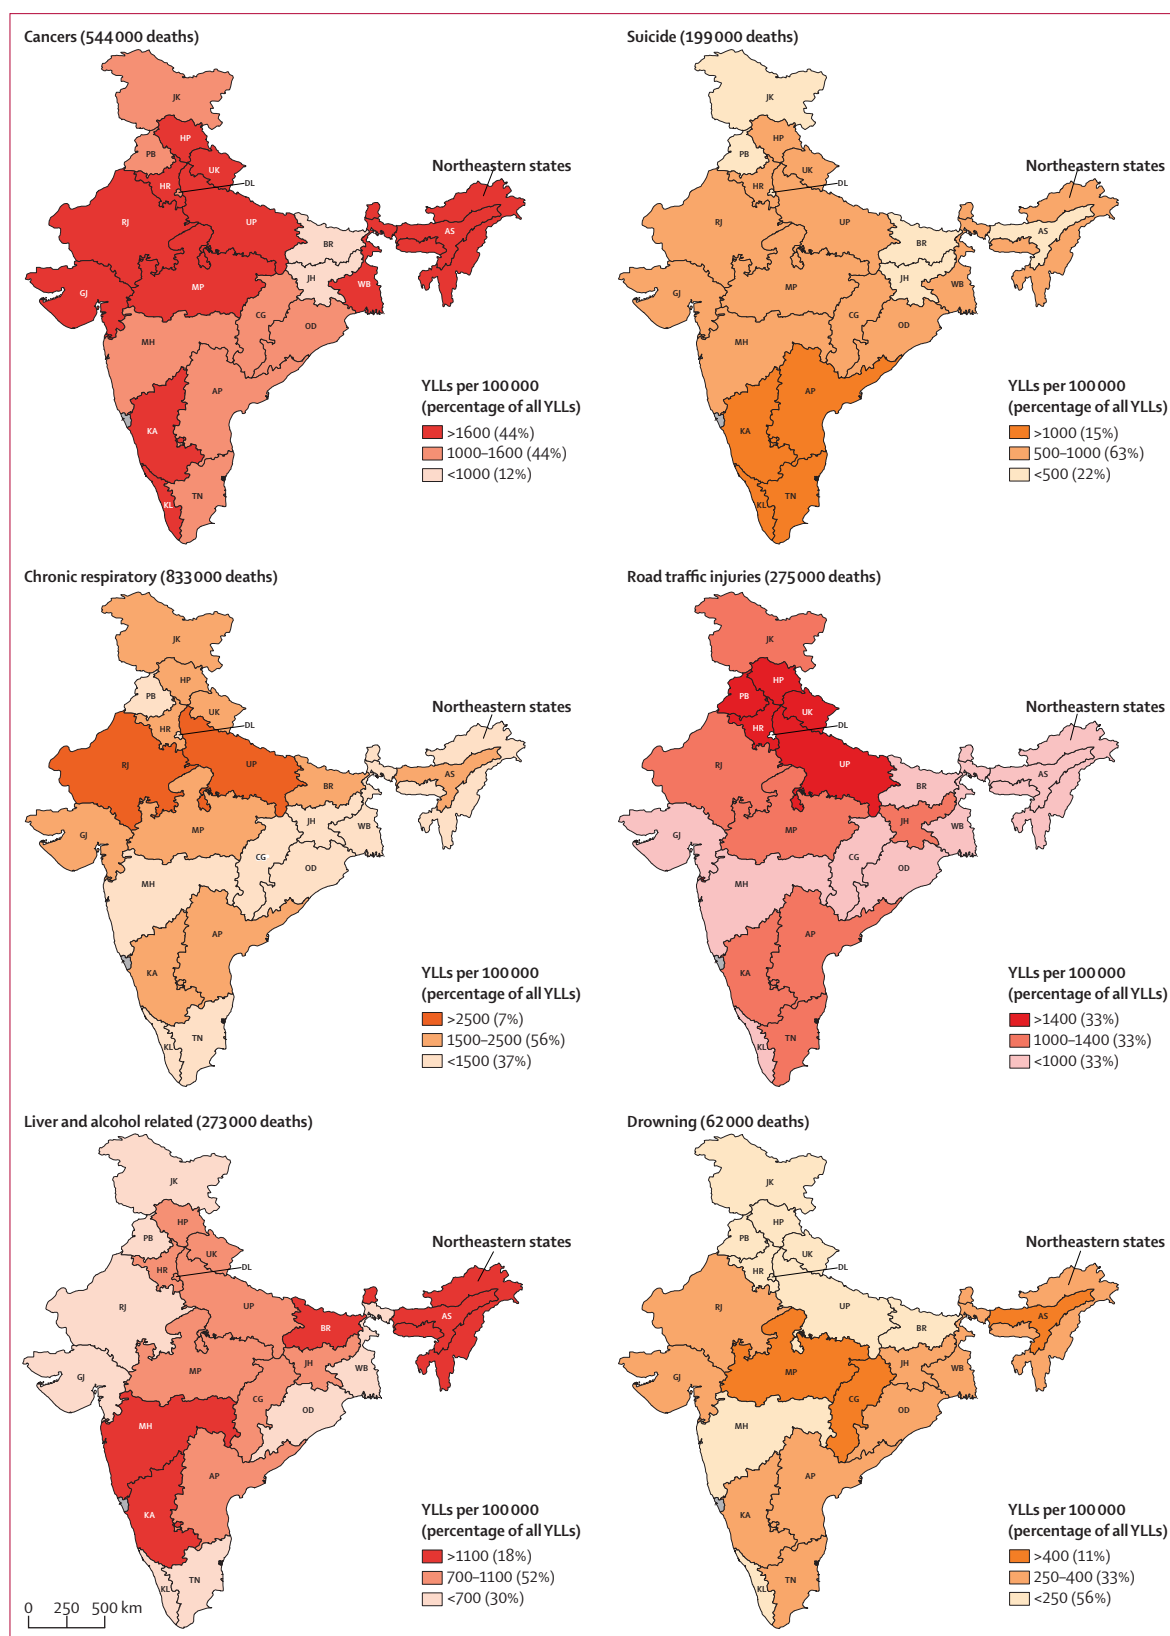 Cancers (544 000 deaths)
JK
HP
PB
UK
HR
DL
Northeastern states
RJ
UP
AS
BR
JH
WB
GJ
MP
CG
OD
MH
AP
KA
KL
TN
YLLs per 100 000
(percentage of all YLLs)
>1600 (44%)
1000–1600 (44%)
<1000 (12%)
Suicide (199 000 deaths)
JK
HP
PB
UK
HR
DL
Northeastern states
RJ
UP
AS
BR
JH
WB
GJ
MP
CG
OD
MH
AP
KA
KL
TN
YLLs per 100 000
(percentage of all YLLs)
>1000 (15%)
500–1000 (63%)
<500 (22%)
Chronic respiratory (833 000 deaths)
JK
HP
PB
UK
HR
DL
Northeastern states
RJ
UP
AS
BR
JH
WB
GJ
MP
CG
OD
MH
AP
KA
KL
TN
YLLs per 100 000
(percentage of all YLLs)
>2500 (7%)
1500–2500 (56%)
<1500 (37%)
Road traffic injuries (275 000 deaths)
JK
HP
PB
UK
HR
DL
Northeastern states
RJ
UP
AS
BR
JH
WB
GJ
MP
CG
OD
MH
AP
KA
KL
TN
YLLs per 100 000
(percentage of all YLLs)
>1400 (33%)
1000–1400 (33%)
<1000 (33%)
Liver and alcohol related (273 000 deaths)
JK
HP
PB
UK
HR
DL
Northeastern states
RJ
UP
AS
BR
JH
WB
GJ
MP
CG
OD
MH
AP
KA
KL
TN
YLLs per 100 000
(percentage of all YLLs)
>1100 (18%)
700–1100 (52%)
<700 (30%)
0 250 500 km
Drowning (62 000 deaths)
JK
HP
PB
UK
HR
DL
Northeastern states
RJ
UP
AS
BR
JH
WB
GJ
MP
CG
OD
MH
AP
KA
KL
TN
YLLs per 100 000
(percentage of all YLLs)
>400 (11%)
250–400 (33%)
<250 (56%)